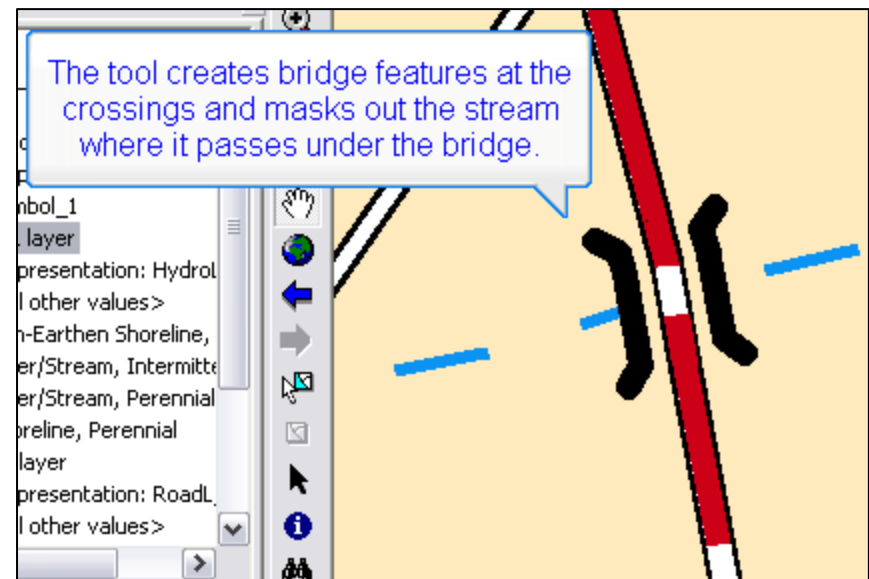 The tool creates bridge features at the
crossings and masks out the stream
where it passes under the bridge.
mbol_1
layer
presentation: HydroL
l other values>
n-Earthen Shoreline,
er/Stream, Intermitte
er/Stream, Perennial
oreline, Perennial
layer
presentation: RoadL_
l other values>